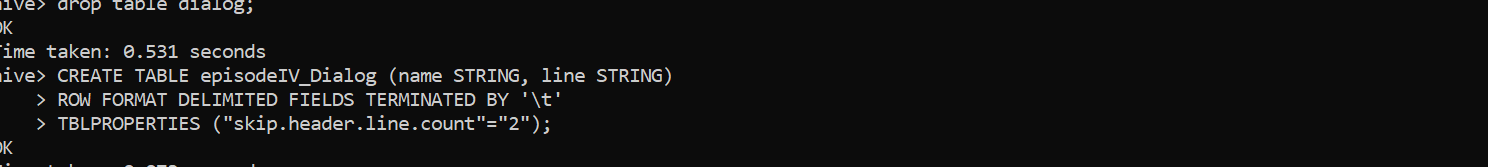 hive> drop table dialog;
OK
Time taken: 0.531 seconds
hive> CREATE TABLE episodeIV_Dialog (name STRING, line STRING)
    > ROW FORMAT DELIMITED FIELDS TERMINATED BY '\t'
    > TBLPROPERTIES ("skip.header.line.count"="2");
OK